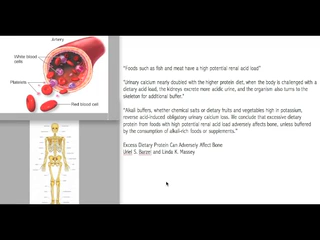 Artery
White blood
cells
Platelets
Red blood cell
"Foods such as fish and meat have a high potential renal acid load"
"Urinary calcium nearly doubled with the higher protein diet, when the body is challenged with a
dietary acid load, the kidneys excrete more acidic urine, and the organism also turns to the
skeleton for additional buffer."
"Alkali buffers, whether chemical salts or dietary fruits and vegetables high in potassium,
reverse acid-induced obligatory urinary calcium loss. We conclude that excessive dietary
protein from foods with high potential renal acid load adversely affects bone, unless buffered
by the consumption of alkali-rich foods or supplements."
Excess Dietary Protein Can Adversely Affect Bone
Uriel S. Barzel and Linda K. Massey